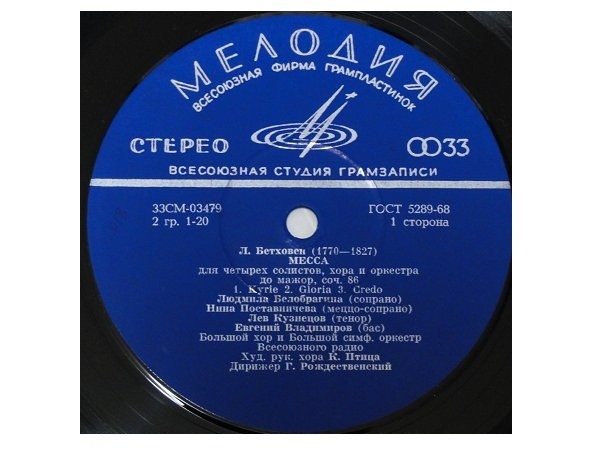 МЕЛОДИЯ
ВСЕСОЮЗНАЯ ФИРМА ГРАМПЛАСТИНОК
СТЕРЕО 33
ВСЕСОЮЗНАЯ СТУДИЯ ГРАМЗАПИСИ
33СМ-03479 ГОСТ 5289-68
2 гр. 1-20 1 сторона
Л. Бетховен (1770—1827)
МЕССА
для четырех солистов, хора и оркестра
до мажор, соч. 86
1. Kyrie 2. Gloria 3. Credo
Людмила Белобрагина (сопрано)
Нина Поставничева (меццо-сопрано)
Лев Кузнецов (тенор)
Евгений Владимиров (бас)
Большой хор и Большой симф. оркестр
Всесоюзного радио
Худ. рук. хора К. Птица
Дирижер Г. Рождественский